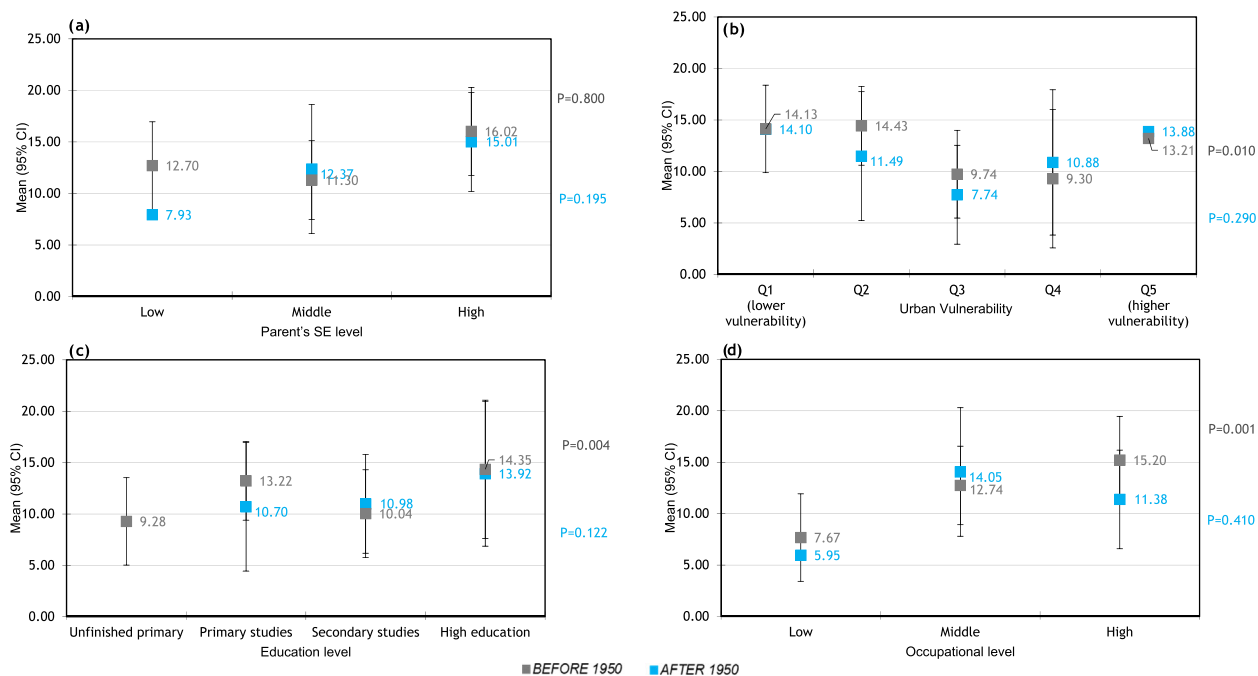 (a)
25.00
20.00
15.00
10.00
5.00
0.00
Mean (95% CI)
12.70
7.93
12.37
11.30
16.02
15.01
P=0.800
P=0.195
Low
Middle
High
Parent's SE level
(b)
25.00
20.00
15.00
10.00
5.00
0.00
Mean (95% CI)
14.13
14.10
14.43
11.49
9.74
7.74
10.88
9.30
13.88
13.21
P=0.010
P=0.290
Q1
(lower
vulnerability)
Q2
Q3
Q4
Q5
(higher
vulnerability)
Urban Vulnerability
(c)
25.00
20.00
15.00
10.00
5.00
0.00
Mean (95% CI)
9.28
13.22
10.70
10.98
10.04
14.35
13.92
P=0.004
P=0.122
Unfinished primary
Primary studies
Secondary studies
High education
Education level
(d)
25.00
20.00
15.00
10.00
5.00
0.00
Mean (95% CI)
7.67
5.95
14.05
12.74
15.20
11.38
P=0.001
P=0.410
Low
Middle
High
Occupational level
BEFORE 1950
AFTER 1950